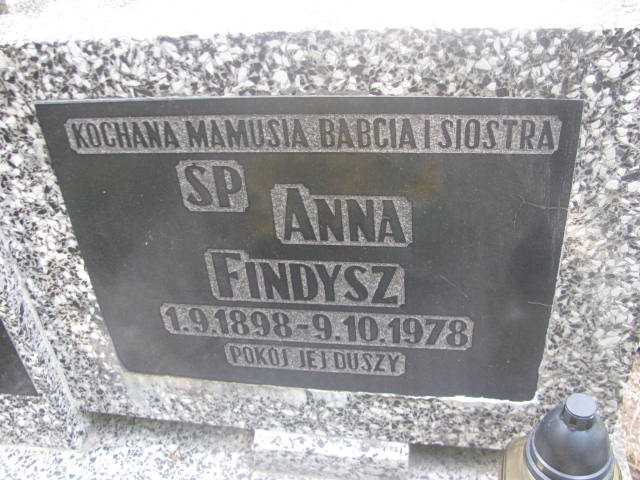 KOCHANA MAMUSIA BABCIA I SIOSTRA
SP ANNA
FINDYSZ
1.9.1898-9.10.1978
POKÓJ JEJ DUSZY